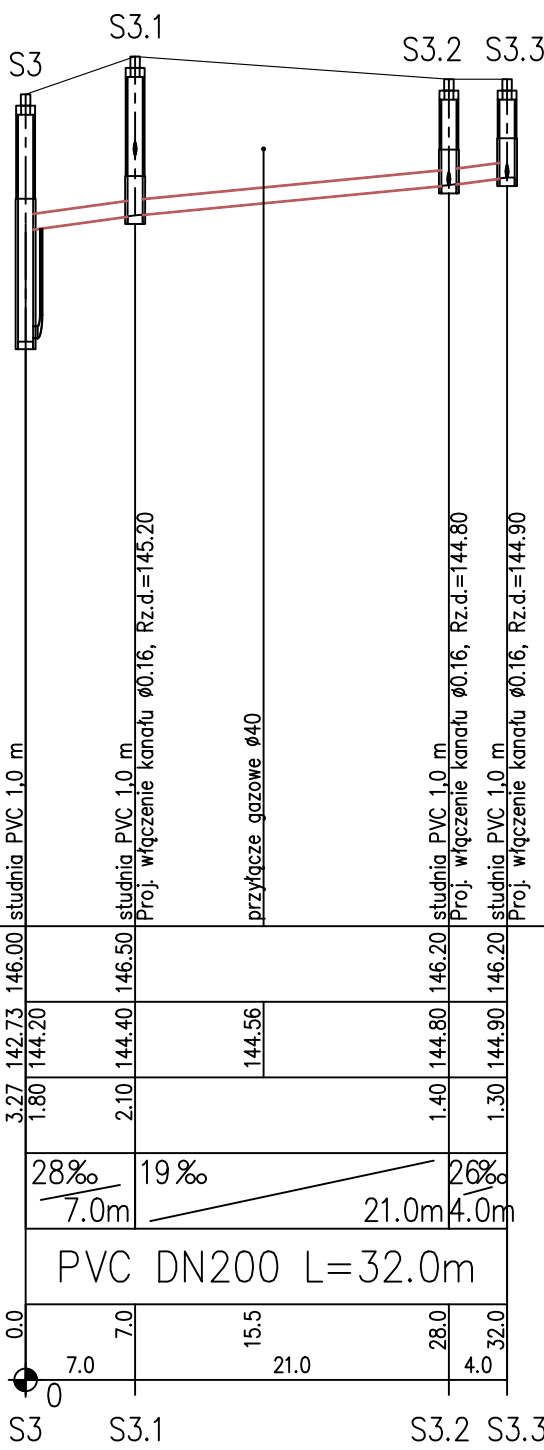 S3 S3.1 S3.2 S3.3
studnia PVC 1,0 m
studnia PVC 1,0 m
Proj. włączenie kanału ø0.16, Rz.d.=145.20
przyłącze gazowe ø40
studnia PVC 1,0 m
Proj. włączenie kanału ø0.16, Rz.d.=144.80
studnia PVC 1,0 m
Proj. włączenie kanału ø0.16, Rz.d.=144.90
146.00 146.50 146.20 146.20
142.73 144.20 144.40 144.56 144.80 144.90
3.27 1.80 2.10 1.40 1.30
28‰ 19‰ 26‰
7.0m 21.0m 4.0m
PVC DN200 L=32.0m
0.0 7.0 15.5 28.0 32.0
7.0 21.0 4.0
0
S3 S3.1 S3.2 S3.3